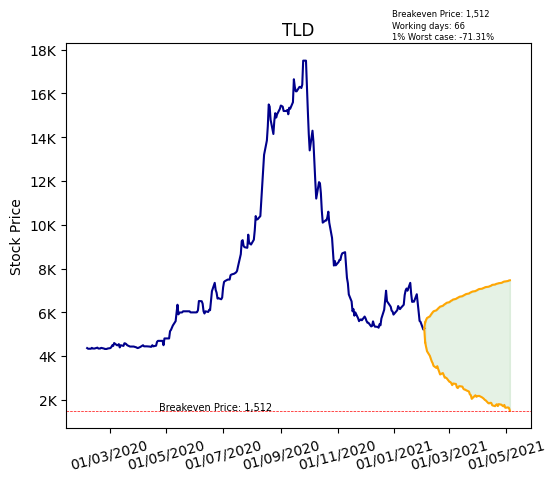 Breakeven Price: 1,512
Working days: 66
1% Worst case: -71.31%
TLD
Stock Price
18K
16K
14K
12K
10K
8K
6K
4K
2K
Breakeven Price: 1,512
01/03/2020
01/05/2020
01/07/2020
01/09/2020
01/11/2020
01/01/2021
01/03/2021
01/05/2021